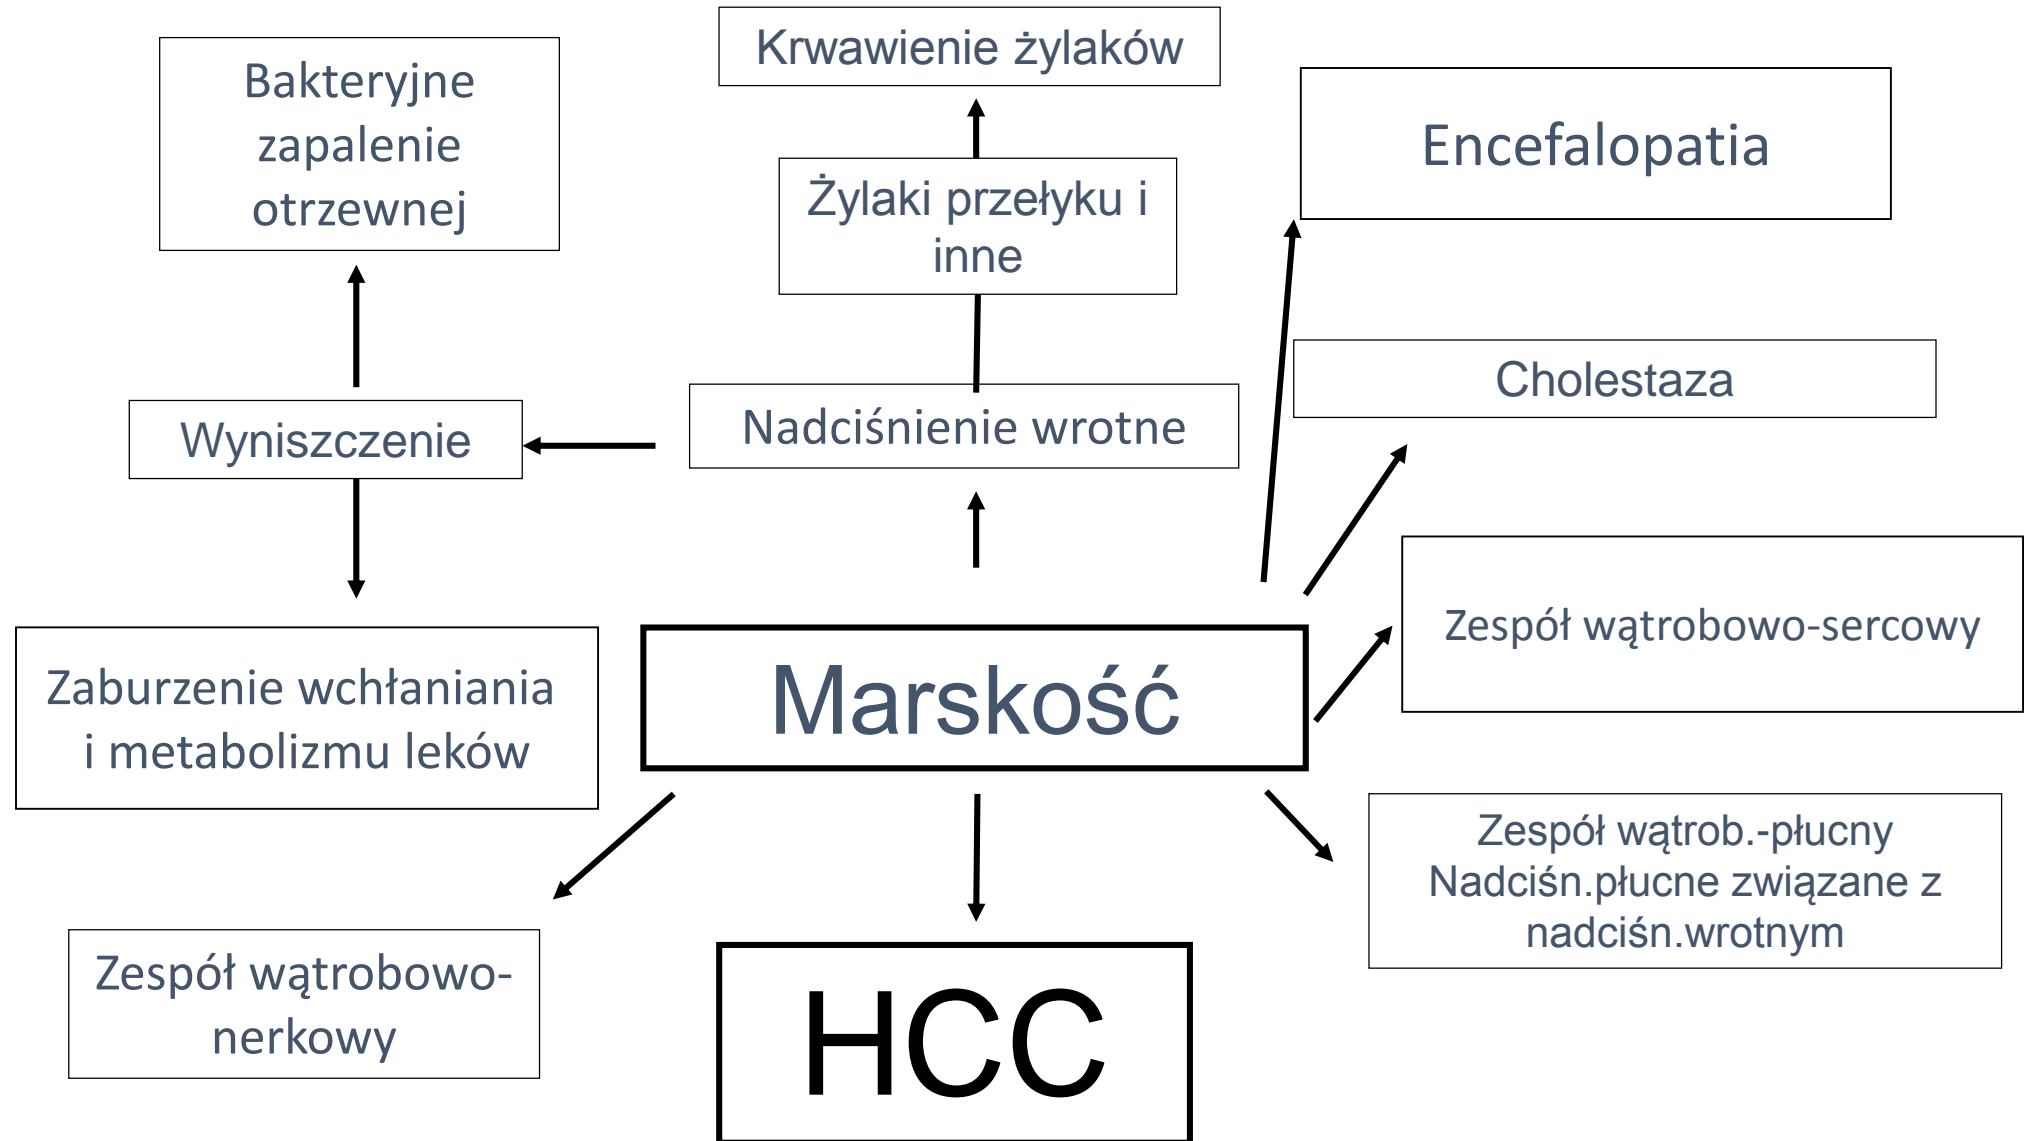 Krwawienie żylaków
Bakteryjne
zapalenie
otrzewnej
Encefalopatia
Żylaki przełyku i
inne
Cholestaza
Nadciśnienie wrotne
Wyniszczenie
Zespół wątrobowo-sercowy
Marskość
Zaburzenie wchłaniania
i metabolizmu leków
Zespół wątrob.-płucny
Nadciśn.płucne związane z
nadciśn.wrotnym
Zespół wątrobowo-
nerkowy
HCC